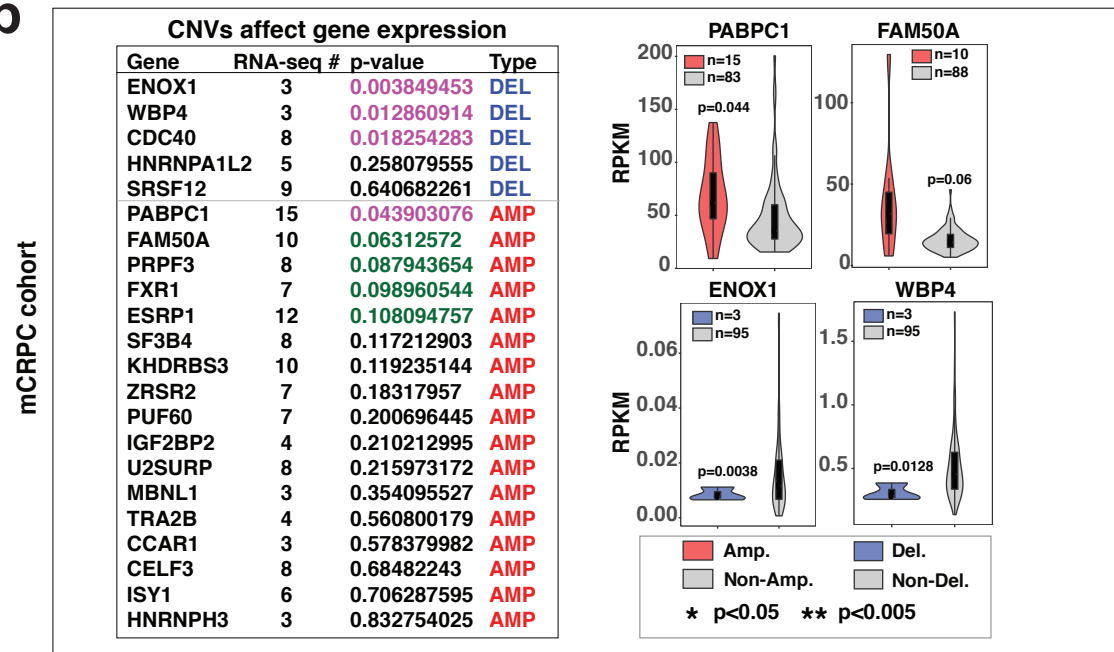 b
mCRPC cohort
CNVs affect gene expression
Gene RNA-seq # p-value Type
ENOX1 3 0.003849453 DEL
WBP4 3 0.012860914 DEL
CDC40 8 0.018254283 DEL
HNRNPA1L2 5 0.258079555 DEL
SRSF12 9 0.640682261 DEL
PABPC1 15 0.043903076 AMP
FAM50A 10 0.06312572 AMP
PRPF3 8 0.087943654 AMP
FXR1 7 0.098960544 AMP
ESRP1 12 0.108094757 AMP
SF3B4 8 0.117212903 AMP
KHDRBS3 10 0.119235144 AMP
ZRSR2 7 0.18317957 AMP
PUF60 7 0.200696445 AMP
IGF2BP2 4 0.210212995 AMP
U2SURP 8 0.215973172 AMP
MBNL1 3 0.354095527 AMP
TRA2B 4 0.560800179 AMP
CCAR1 3 0.578379982 AMP
CELF3 8 0.68482243 AMP
ISY1 6 0.706287595 AMP
HNRNPH3 3 0.832754025 AMP
PABPC1
RPKM
200
150
100
50
0
n=15
n=83
p=0.044
FAM50A
100
50
0
n=10
n=88
p=0.06
ENOX1
RPKM
0.06
0.04
0.02
0.00
n=3
n=95
p=0.0038
WBP4
1.5
1.0
0.5
n=3
n=95
p=0.0128
Amp. Del.
Non-Amp. Non-Del.
* p<0.05 ** p<0.005